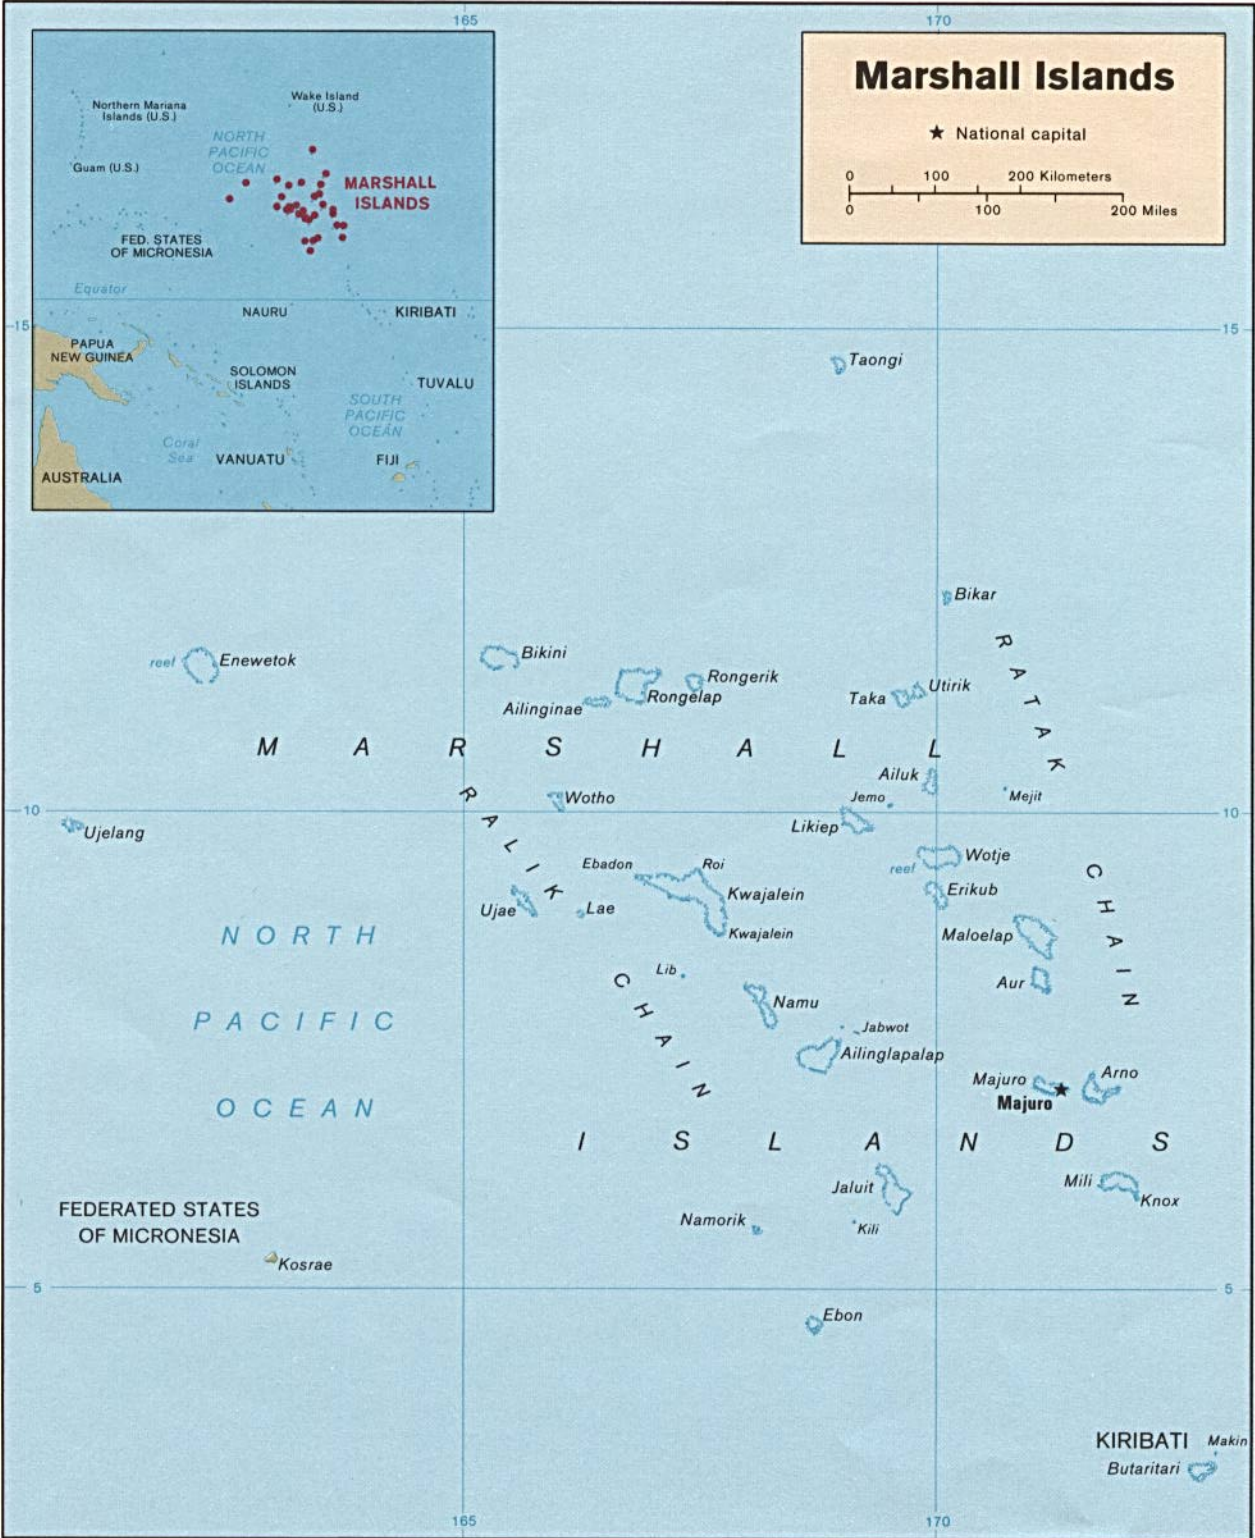 165
170
Marshall Islands
★ National capital
0 100 200 Kilometers
0 100 200 Miles
Northern Mariana
Islands (U.S.)
Wake Island
(U.S.)
NORTH
PACIFIC
OCEAN
Guam (U.S.)
MARSHALL
ISLANDS
FED. STATES
OF MICRONESIA
Equator
NAURU
KIRIBATI
PAPUA
NEW GUINEA
SOLOMON
ISLANDS
TUVALU
SOUTH
PACIFIC
OCEAN
Coral
Sea
VANUATU
FIJI
AUSTRALIA
15
15
Taongi
Bikar
reef
Enewetok
Bikini
Rongerik
Rongelap
Ailinginae
Taka
Utirik
RATAK
MARSHALL
Ailuk
Jemo
Mejit
Wotho
RALIK
10
10
Ujelang
Likiep
Wotje
reef
Ebadon
Roi
Kwajalein
Kwajalein
Erikub
CHAIN
Ujae
Lae
Maloelap
NORTH
PACIFIC
OCEAN
Lib
CHAIN
Namu
Aur
Jabwot
Ailinglapalap
Majuro
Majuro
Arno
ISLANDS
Jaluit
Mili
Knox
Namorik
Kili
FEDERATED STATES
OF MICRONESIA
Kosrae
5
5
Ebon
KIRIBATI
Makin
Butaritari
165
170